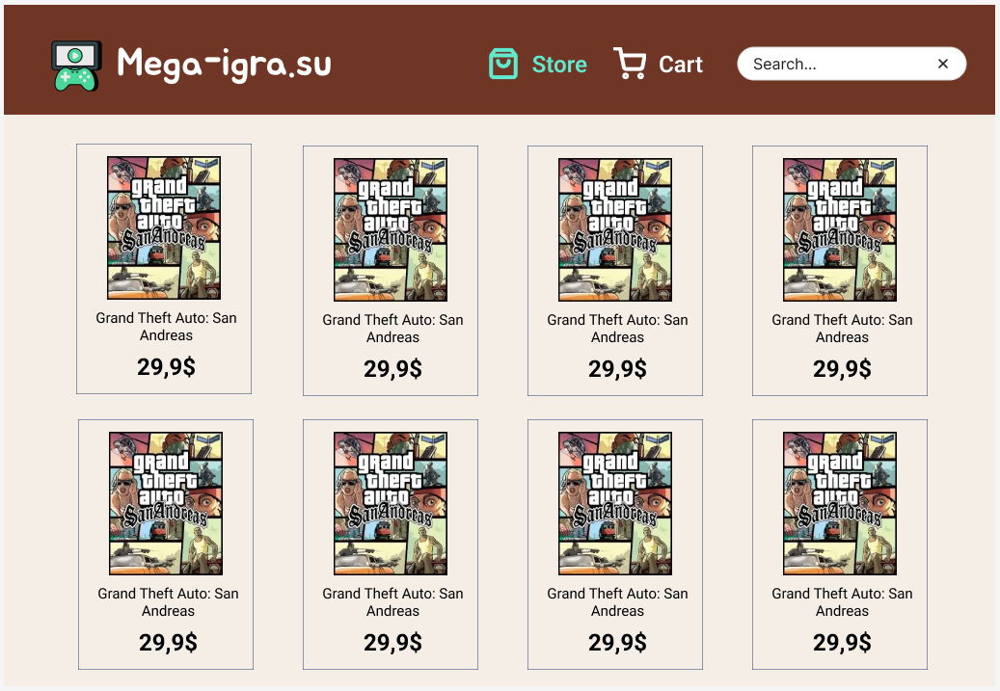 Mega-igra.su
Store
Cart
Search...
grand
theft
auto
San Andreas
grand
theft
auto
San Andreas
grand
theft
auto
San Andreas
grand
theft
auto
San Andreas
Grand Theft Auto: San
Andreas
29,9$
Grand Theft Auto: San
Andreas
29,9$
Grand Theft Auto: San
Andreas
29,9$
Grand Theft Auto: San
Andreas
29,9$
grand
theft
auto
San Andreas
grand
theft
auto
San Andreas
grand
theft
auto
San Andreas
grand
theft
auto
San Andreas
Grand Theft Auto: San
Andreas
29,9$
Grand Theft Auto: San
Andreas
29,9$
Grand Theft Auto: San
Andreas
29,9$
Grand Theft Auto: San
Andreas
29,9$